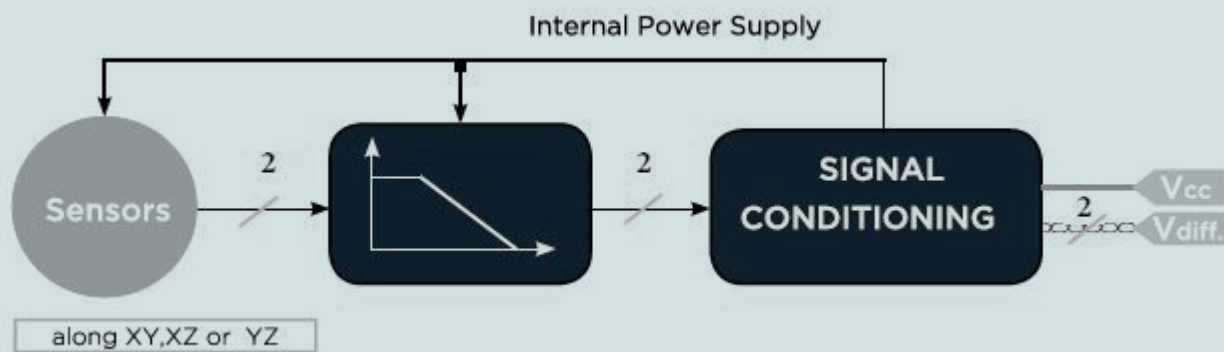 Internal Power Supply
2
2
Sensors
SIGNAL
CONDITIONING
Vcc
2
Vdiff.
along XY,XZ or YZ